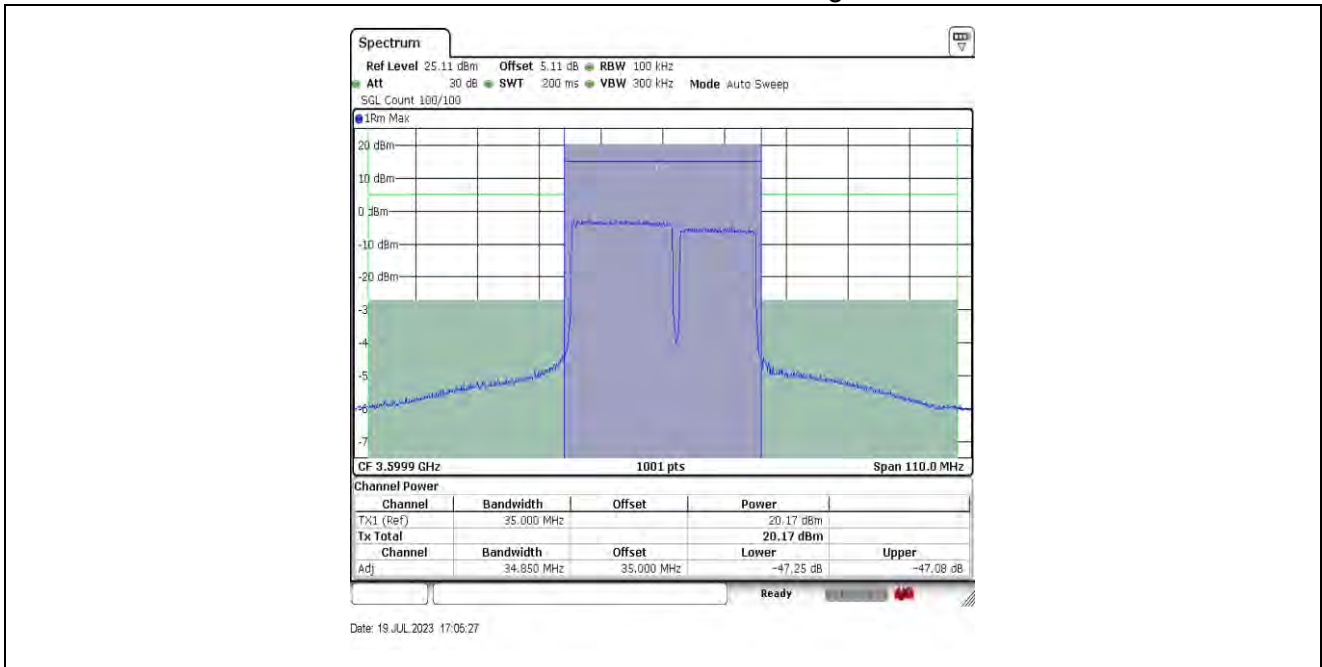 Spectrum
Ref Level 25.11 dBm Offset 5.11 dB RBW 100 kHz
Att 30 dB SWT 200 ms VBW 300 kHz Mode Auto Sweep
SGL Count 100/100
1Rm Max
20 dBm
10 dBm
0 dBm
-10 dBm
-20 dBm
-3
-4
-5
-6
-7
CF 3.5999 GHz 1001 pts Span 110.0 MHz
Channel Power
Channel Bandwidth Offset Power
TX1 (Ref) 35.000 MHz 20.17 dBm
Tx Total 20.17 dBm
Channel Bandwidth Offset Lower Upper
Adj 34.850 MHz 35.000 MHz -47.25 dB -47.08 dB
Ready
Date: 19.JUL.2023 17:05:27